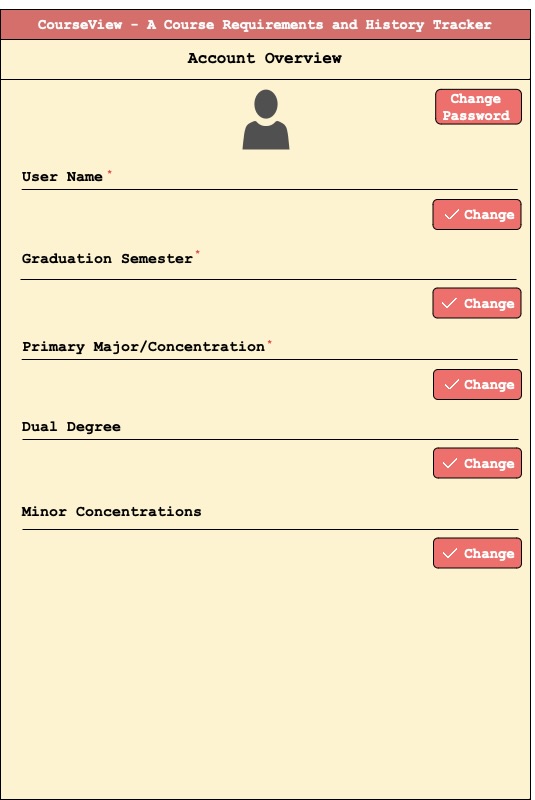 CourseView - A Course Requirements and History Tracker
Account Overview
Change
Password
User Name*
Change
Graduation Semester*
Change
Primary Major/Concentration*
Change
Dual Degree
Change
Minor Concentrations
Change